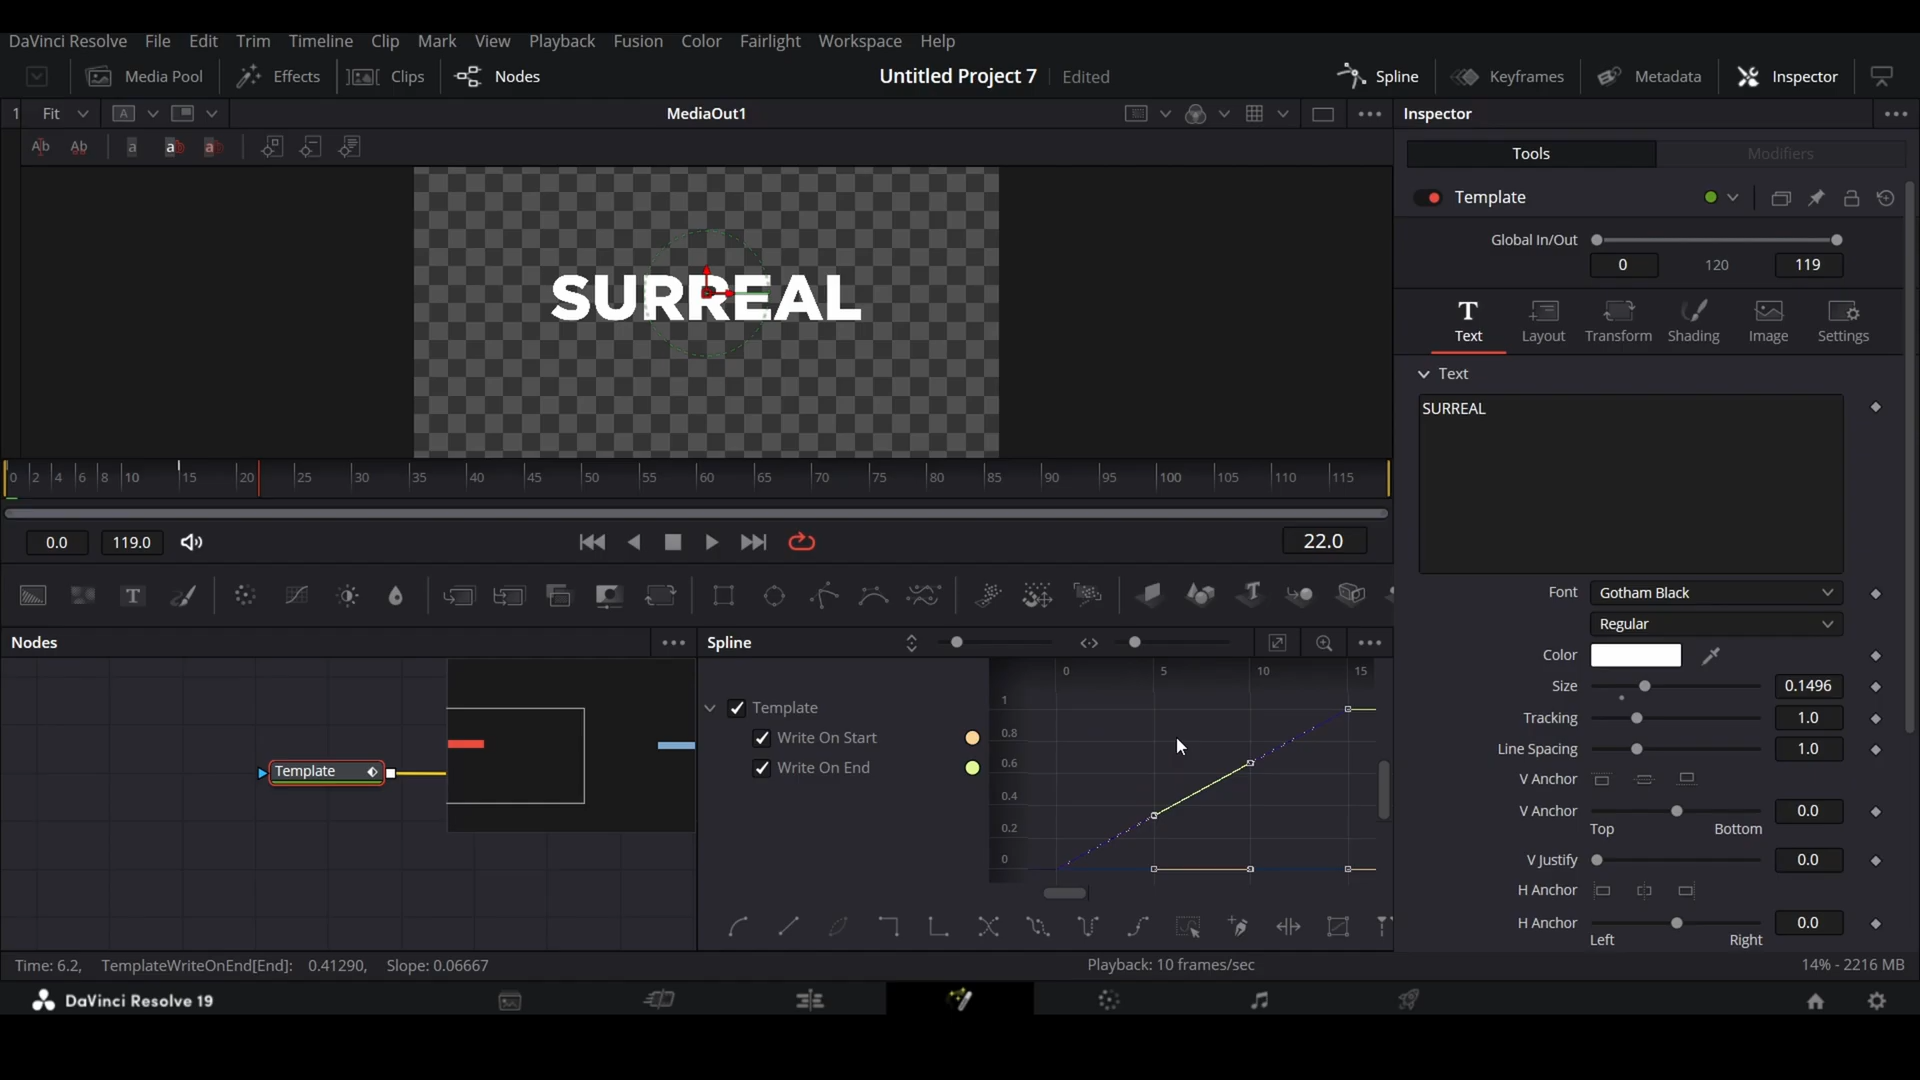 DaVinci Resolve File Edit Trim Timeline Clip Mark View Playback Fusion Color Fairlight Workspace Help
Media Pool Effects Clips Nodes Untitled Project 7 Edited Spline Keyframes Metadata Inspector
1 Fit A MediaOut1 Inspector
Ab Ab a ab ab
Tools Modifiers
Template
Global In/Out
0 120 119
SURREAL
Text Layout Transform Shading Image Settings
Text
SURREAL
0 2 4 6 8 10 15 20 25 30 35 40 45 50 55 60 65 70 75 80 85 90 95 100 105 110 115
0.0 119.0 22.0
Font Gotham Black
Regular
Color
Size 0.1496
Tracking 1.0
Line Spacing 1.0
V Anchor
V Anchor 0.0
Top Bottom
V Justify 0.0
H Anchor
H Anchor 0.0
Left Right
Nodes Spline
Template
0 5 10 15
1
0.8
0.6
0.4
0.2
0
Template
Write On Start
Write On End
Time: 6.2, TemplateWriteOnEnd[End]: 0.41290, Slope: 0.06667 Playback: 10 frames/sec 14% - 2216 MB
DaVinci Resolve 19